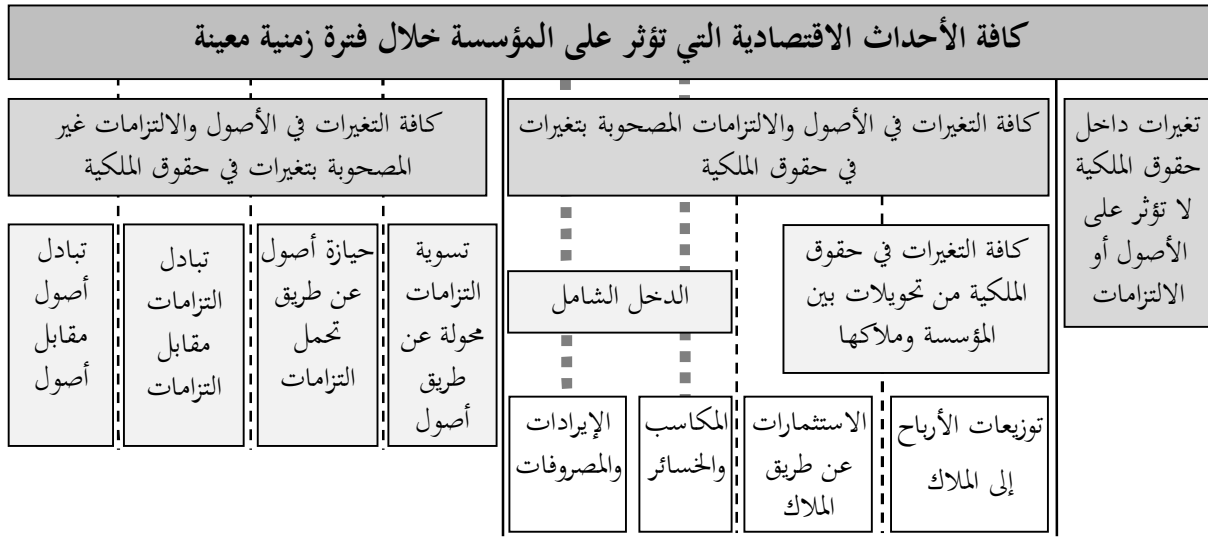 كافة الأحداث الاقتصادية التي تؤثر على المؤسسة خلال فترة زمنية معينة
تغيرات داخل
حقوق الملكية
لا تؤثر على
الأصول أو
الالتزامات
كافة التغيرات في الأصول والالتزامات المصحوبة بتغيرات
في حقوق الملكية
كافة التغيرات في الأصول والالتزامات غير
المصحوبة بتغيرات في حقوق الملكية
كافة التغيرات في حقوق
الملكية من تحويلات بين
المؤسسة وملاكها
الدخل الشامل
تسوية
التزامات
محولة عن
طريق
أصول
حيازة أصول
عن طريق
تحمل
التزامات
تبادل
التزامات
مقابل
التزامات
تبادل
أصول
مقابل
أصول
توزيعات الأرباح
إلى الملاك
الاستثمارات
عن طريق
الملاك
المكاسب
والخسائر
الإيرادات
والمصروفات